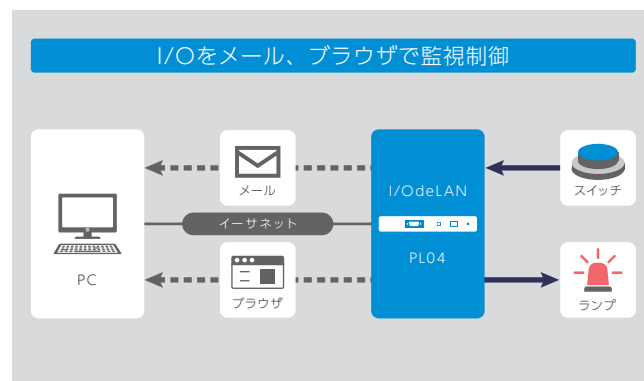 I/Oをメール、ブラウザで監視制御
メール
I/OdeLAN
スイッチ
イーサネット
PC
ブラウザ
PL04
ランプ